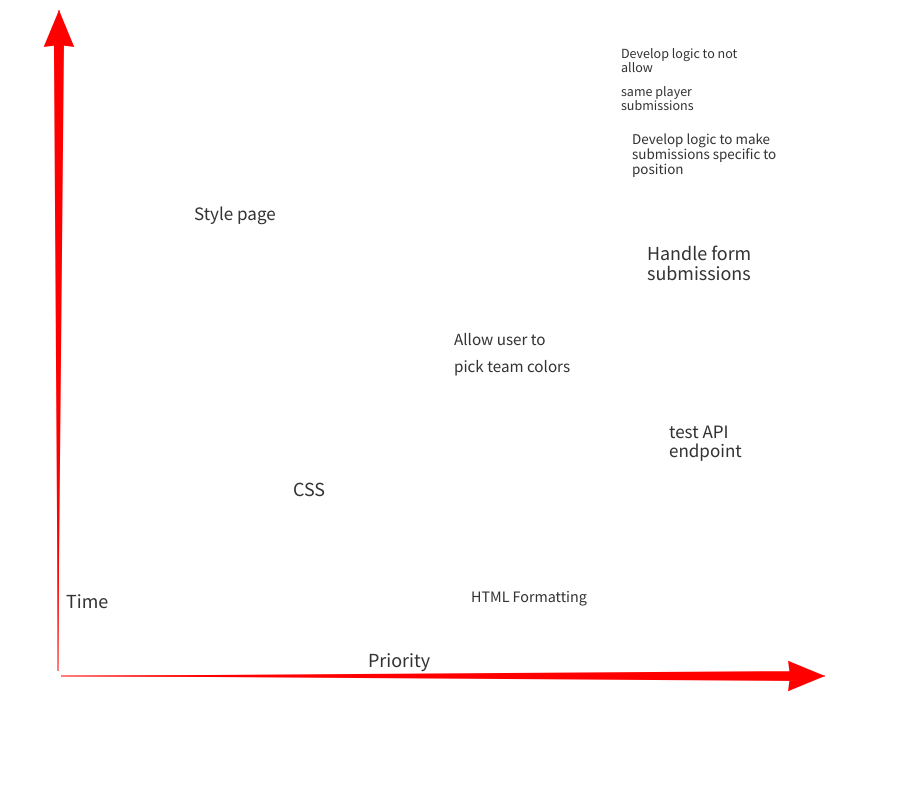 Develop logic to not
allow
same player
submissions
Develop logic to make
submissions specific to
position
Style page
Handle form
submissions
Allow user to
pick team colors
test API
endpoint
CSS
HTML Formatting
Time
Priority